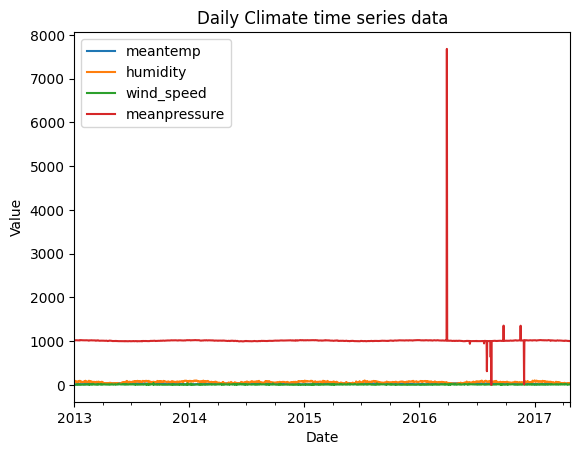 Daily Climate time series data
8000
7000
6000
5000
4000
3000
2000
1000
0
Value
meantemp
humidity
wind_speed
meanpressure
2013
2014
2015
2016
2017
Date